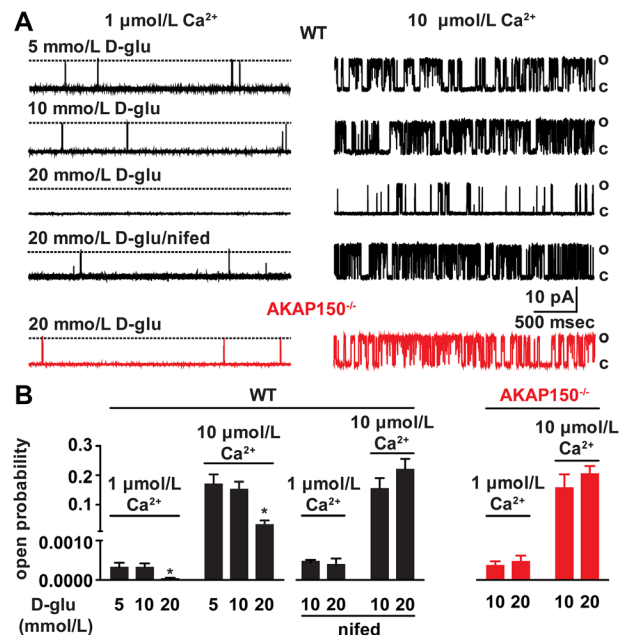 A
1 µmol/L Ca²⁺
10 µmol/L Ca²⁺
WT
5 mmo/L D-glu
O
C
10 mmo/L D-glu
O
C
20 mmo/L D-glu
O
C
20 mmo/L D-glu/nifed
O
C
10 pA
500 msec
AKAP150⁻/⁻
20 mmo/L D-glu
O
C
B
WT
AKAP150⁻/⁻
open probability
0.3
0.2
0.1
0.0010
0.0000
1 µmol/L
Ca²⁺
10 µmol/L
Ca²⁺
1 µmol/L
Ca²⁺
10 µmol/L
Ca²⁺
1 µmol/L
Ca²⁺
10 µmol/L
Ca²⁺
*
*
D-glu
(mmol/L)
5 10 20 5 10 20 10 20 10 20 10 20 10 20
nifed